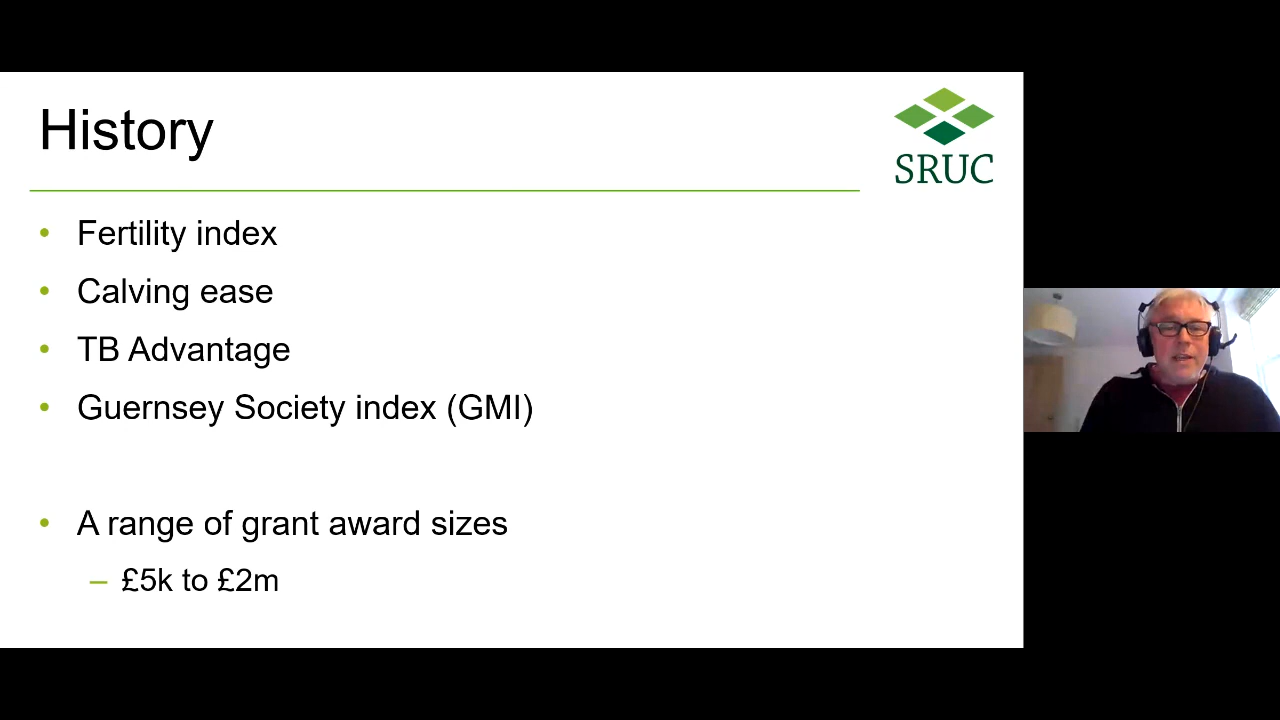 History
SRUC
• Fertility index
• Calving ease
• TB Advantage
• Guernsey Society index (GMI)
• A range of grant award sizes
– £5k to £2m